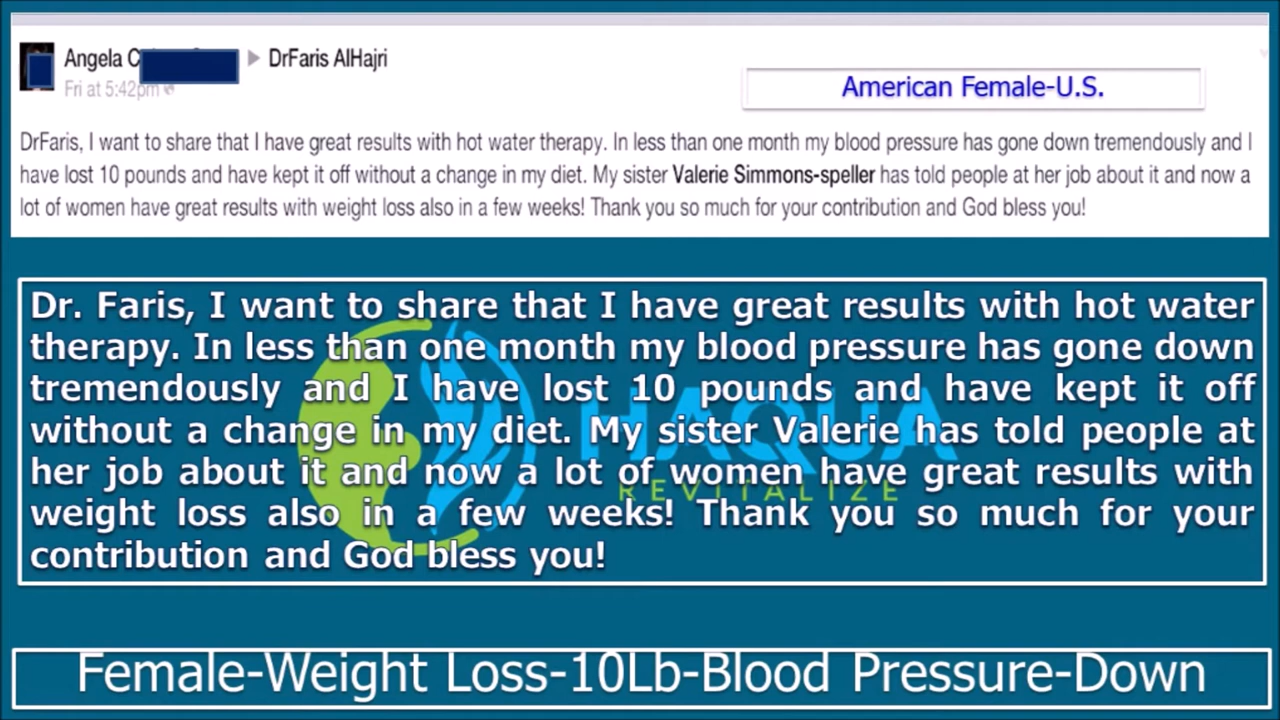 Angela C
DrFaris AlHajri
Fri at 5:42pm
American Female-U.S.
DrFaris, I want to share that I have great results with hot water therapy. In less than one month my blood pressure has gone down tremendously and I
have lost 10 pounds and have kept it off without a change in my diet. My sister Valerie Simmons-speller has told people at her job about it and now a
lot of women have great results with weight loss also in a few weeks! Thank you so much for your contribution and God bless you!
Dr. Faris, I want to share that I have great results with hot water
therapy. In less than one month my blood pressure has gone down
tremendously and I have lost 10 pounds and have kept it off
without a change in my diet. My sister Valerie has told people at
her job about it and now a lot of women have great results with
weight loss also in a few weeks! Thank you so much for your
contribution and God bless you!
HAQUA
REVITALIZE
Female-Weight Loss-10Lb-Blood Pressure-Down